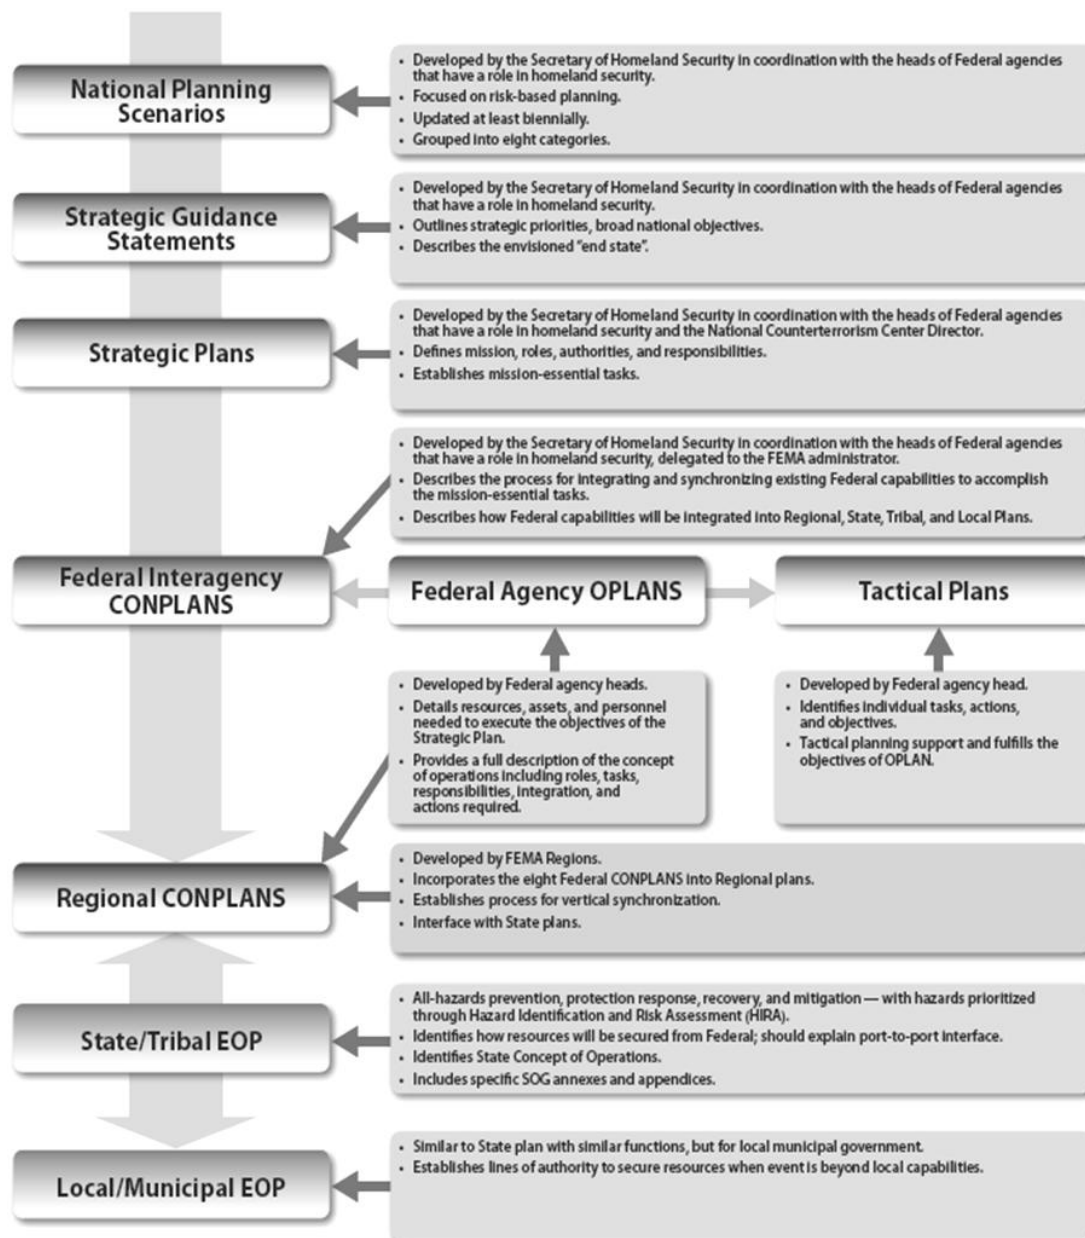 National Planning
Scenarios
• Developed by the Secretary of Homeland Security in coordination with the heads of Federal agencies
that have a role in homeland security.
• Focused on risk-based planning.
• Updated at least biennially.
• Grouped into eight categories.
Strategic Guidance
Statements
• Developed by the Secretary of Homeland Security in coordination with the heads of Federal agencies
that have a role in homeland security.
• Outlines strategic priorities, broad national objectives.
• Describes the envisioned “end state”.
Strategic Plans
• Developed by the Secretary of Homeland Security in coordination with the heads of Federal agencies
that have a role in homeland security and the National Counterterrorism Center Director.
• Defines mission, roles, authorities, and responsibilities.
• Establishes mission-essential tasks.
• Developed by the Secretary of Homeland Security in coordination with the heads of Federal agencies
that have a role in homeland security, delegated to the FEMA administrator.
• Describes the process for integrating and synchronizing existing Federal capabilities to accomplish
the mission-essential tasks.
• Describes how Federal capabilities will be integrated into Regional, State, Tribal, and Local Plans.
Federal Interagency
CONPLANS
Federal Agency OPLANS
Tactical Plans
• Developed by Federal agency heads.
• Details resources, assets, and personnel
needed to execute the objectives of the
Strategic Plan.
• Provides a full description of the concept
of operations including roles, tasks,
responsibilities, integration, and
actions required.
• Developed by Federal agency head.
• Identifies individual tasks, actions,
and objectives.
• Tactical planning support and fulfills the
objectives of OPLAN.
Regional CONPLANS
• Developed by FEMA Regions.
• Incorporates the eight Federal CONPLANS into Regional plans.
• Establishes process for vertical synchronization.
• Interface with State plans.
State/Tribal EOP
• All-hazards prevention, protection response, recovery, and mitigation — with hazards prioritized
through Hazard Identification and Risk Assessment (HIRA).
• Identifies how resources will be secured from Federal; should explain port-to-port interface.
• Identifies State Concept of Operations.
• Includes specific SOG annexes and appendices.
Local/Municipal EOP
• Similar to State plan with similar functions, but for local municipal government.
• Establishes lines of authority to secure resources when event is beyond local capabilities.